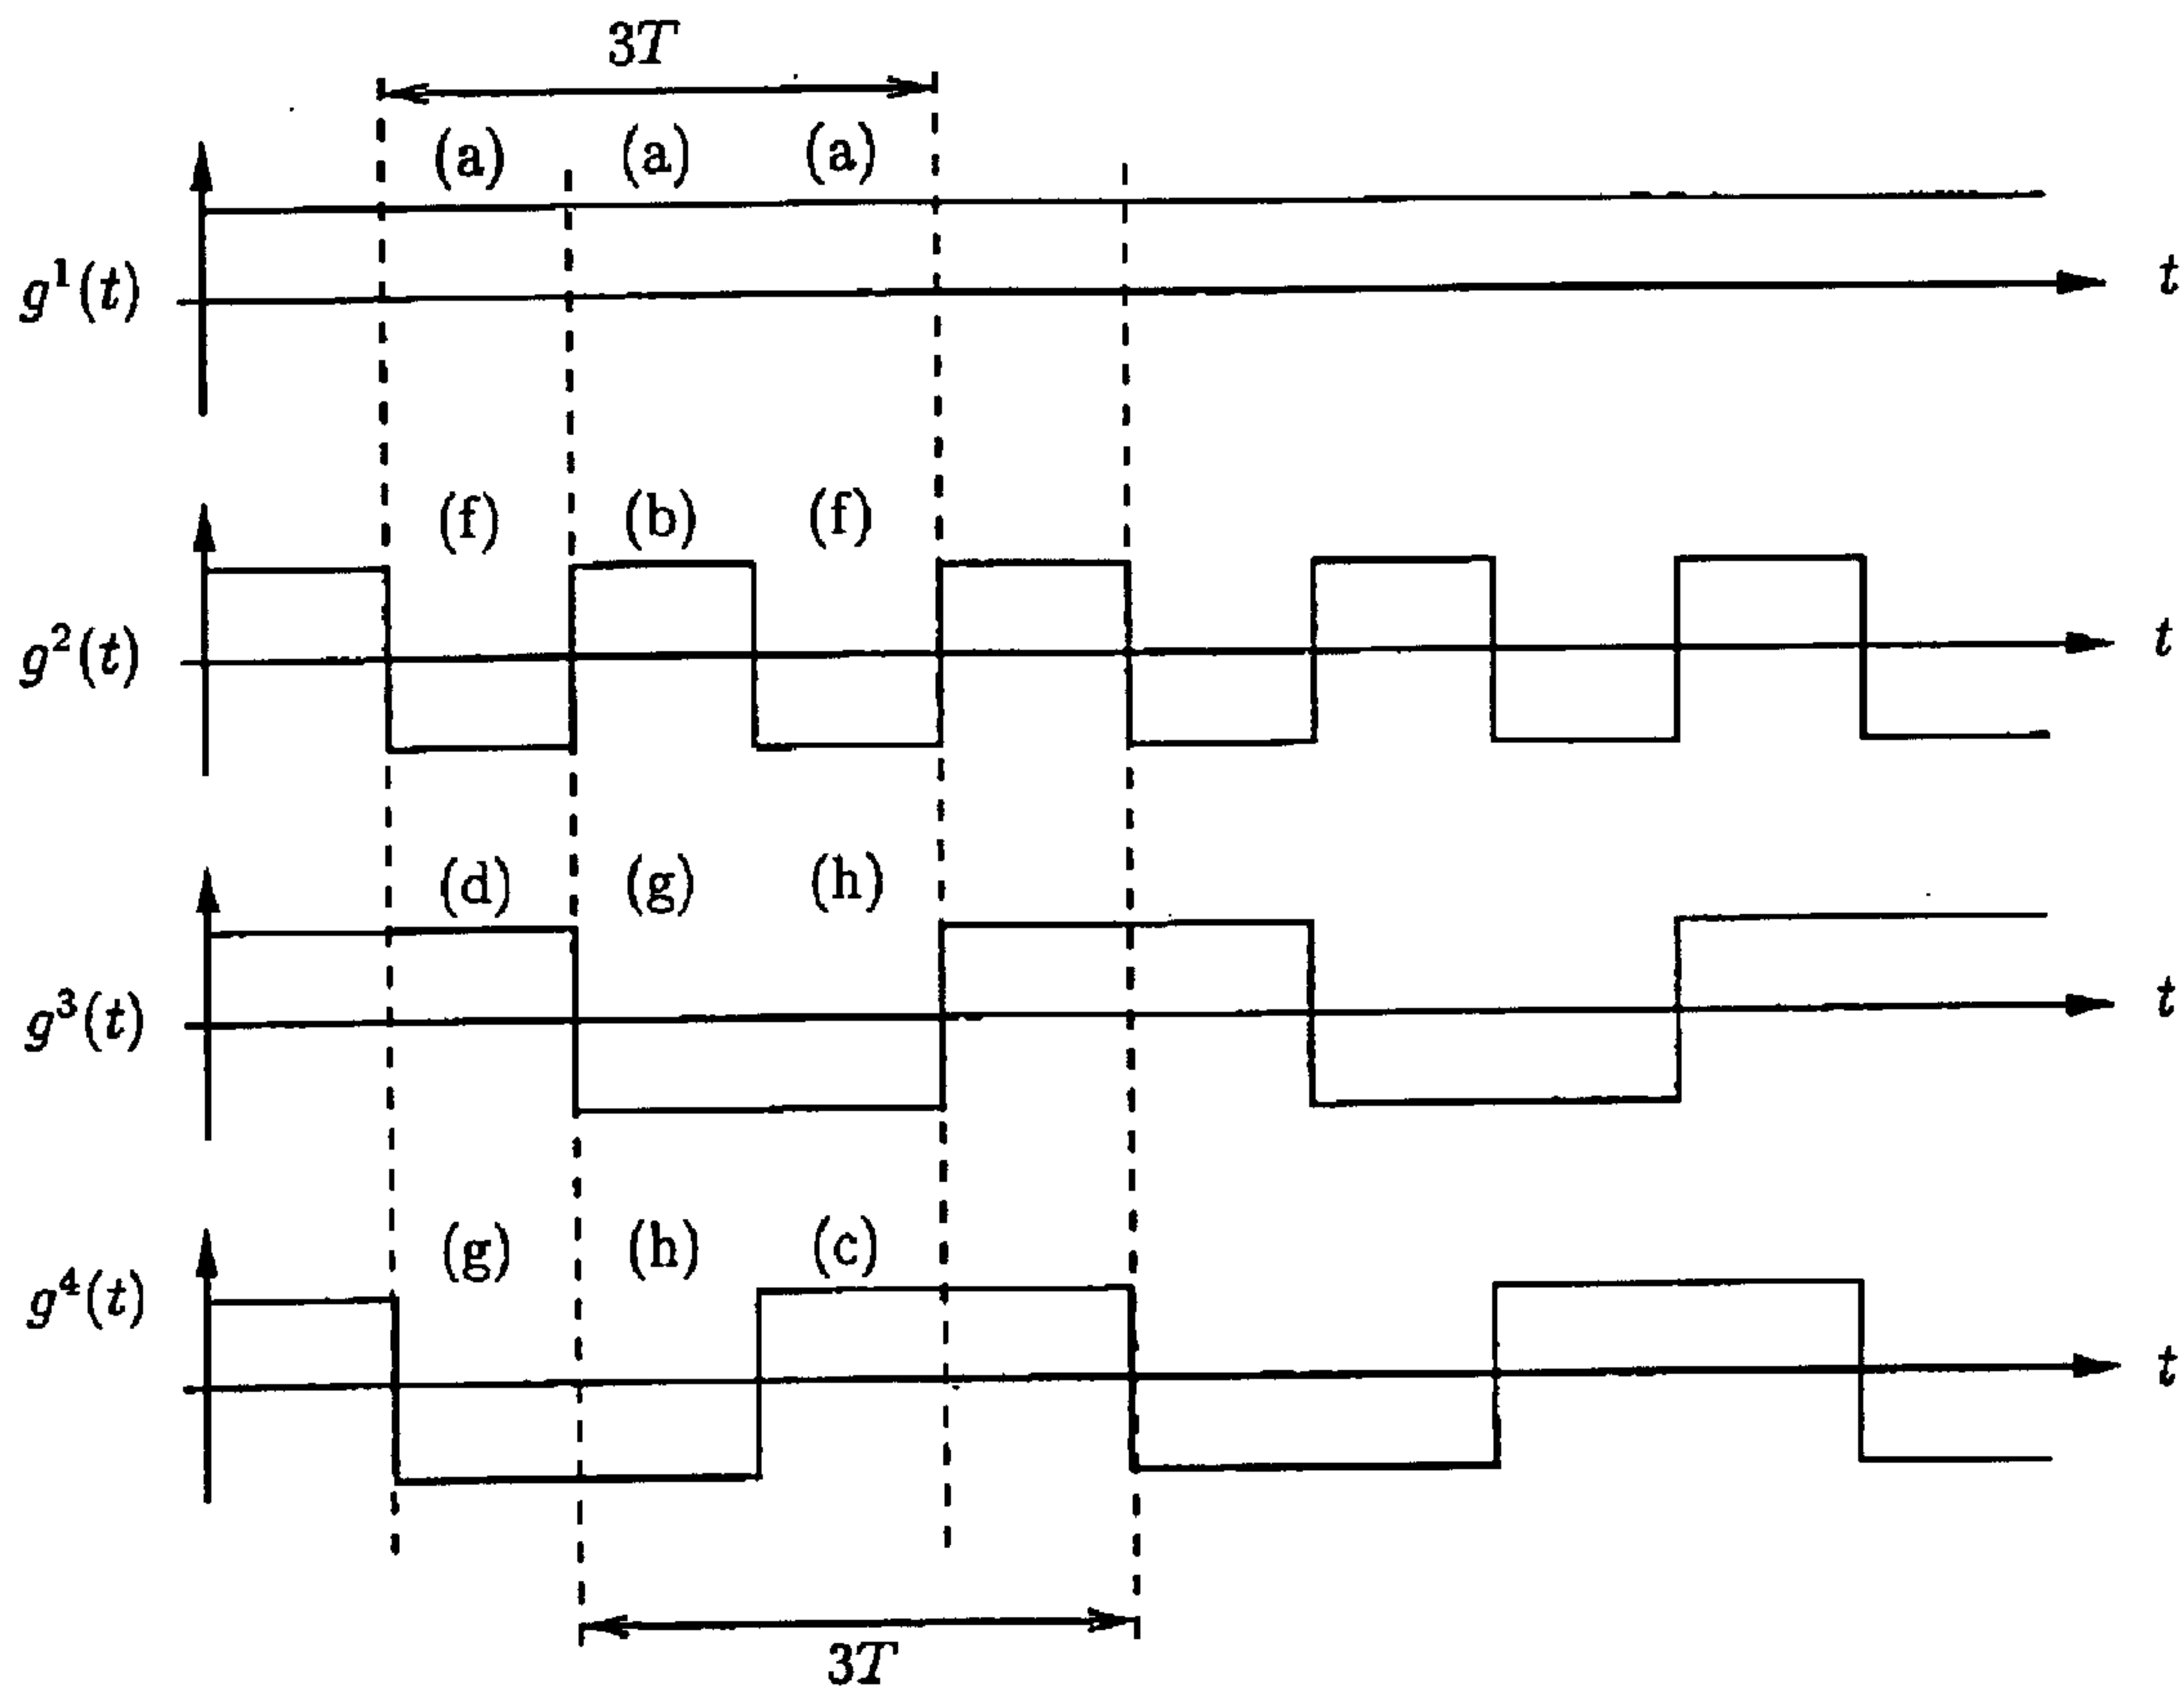 3T
(a) (a) (a)
g¹(t) t
(f) (b) (f)
g²(t) t
(d) (g) (h)
g³(t) t
(g) (h) (c)
g⁴(t) t
3T